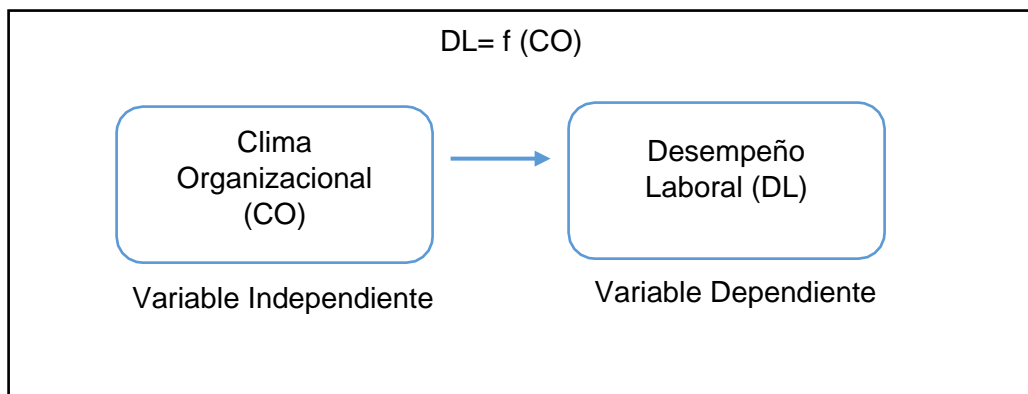 DL= f (CO)
Clima
Organizacional
(CO)
Desempeño
Laboral (DL)
Variable Independiente
Variable Dependiente